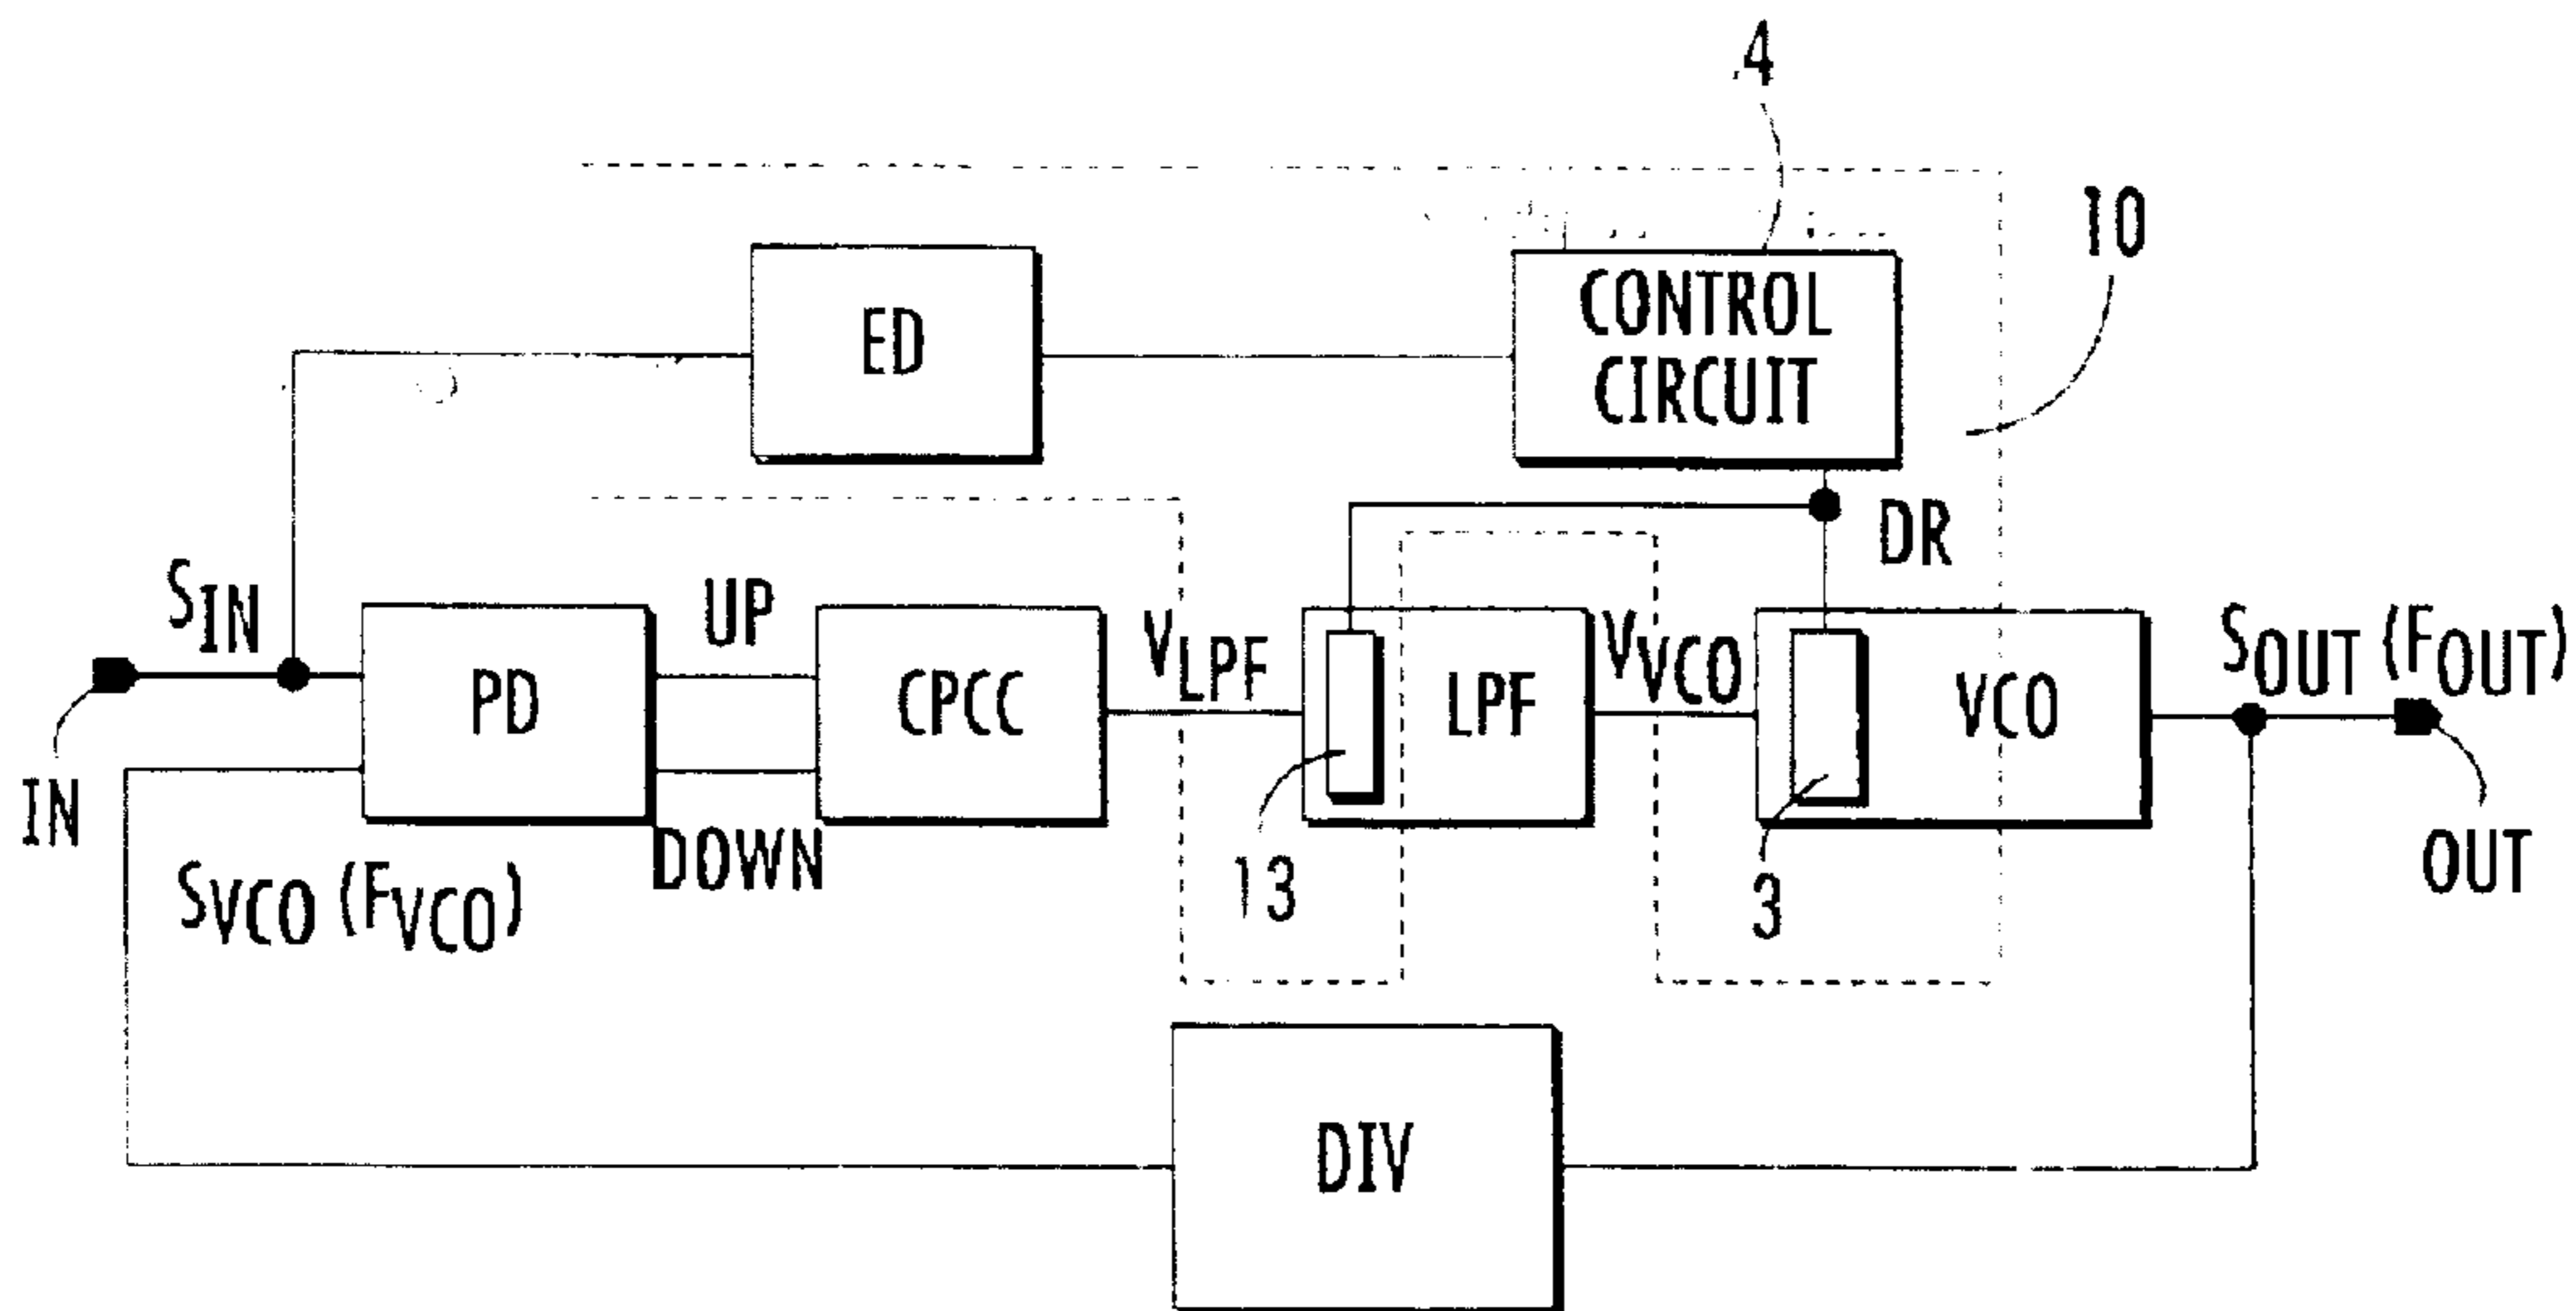 4
10
ED
CONTROL
CIRCUIT
DR
SIN
UP
VLPF
VVCO
SOUT (FOUT)
PD
CPCC
LPF
VCO
IN
DOWN
SVCO (FVCO)
13
3
OUT
DIV